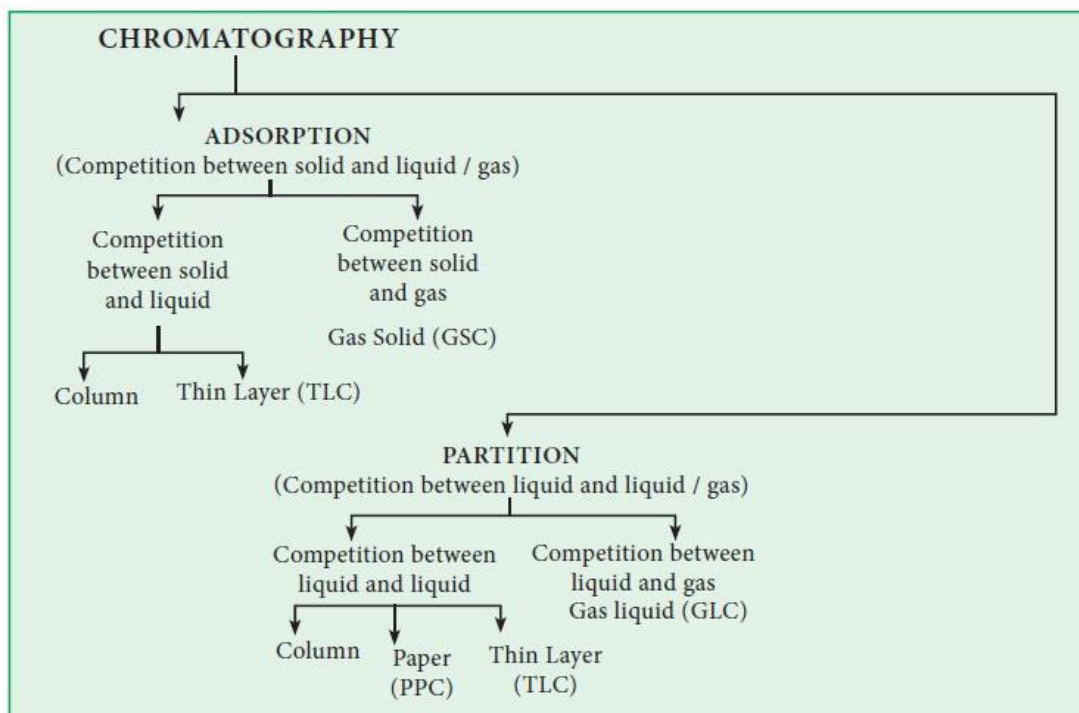 CHROMATOGRAPHY
ADSORPTION
(Competition between solid and liquid / gas)
Competition
between solid
and liquid
Competition
between solid
and gas
Gas Solid (GSC)
Column
Thin Layer (TLC)
PARTITION
(Competition between liquid and liquid / gas)
Competition between
liquid and liquid
Competition between
liquid and gas
Gas liquid (GLC)
Column
Paper
(PPC)
Thin Layer
(TLC)